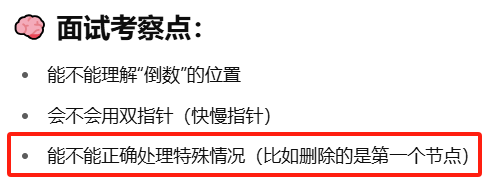 面试考察点：
能不能理解“倒数”的位置
会不会用双指针（快慢指针）
能不能正确处理特殊情况（比如删除的是第一个节点）